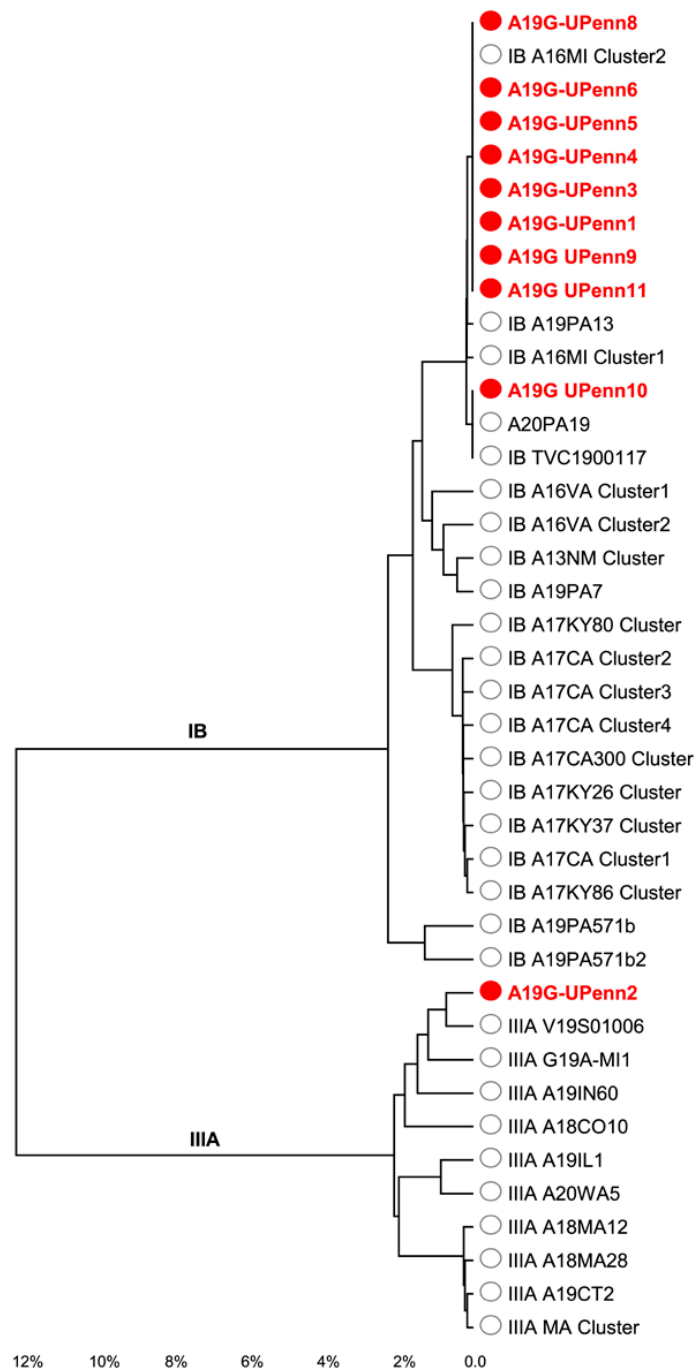 A19G-UPenn8
IB A16MI Cluster2
A19G-UPenn6
A19G-UPenn5
A19G-UPenn4
A19G-UPenn3
A19G-UPenn1
A19G UPenn9
A19G UPenn11
IB A19PA13
IB A16MI Cluster1
A19G UPenn10
A20PA19
IB TVC1900117
IB A16VA Cluster1
IB A16VA Cluster2
IB A13NM Cluster
IB A19PA7
IB A17KY80 Cluster
IB A17CA Cluster2
IB A17CA Cluster3
IB A17CA Cluster4
IB
IB A17CA300 Cluster
IB A17KY26 Cluster
IB A17KY37 Cluster
IB A17CA Cluster1
IB A17KY86 Cluster
IB A19PA571b
IB A19PA571b2
A19G-UPenn2
IIIA V19S01006
IIIA G19A-MI1
IIIA A19IN60
IIIA A18CO10
IIIA
IIIA A19IL1
IIIA A20WA5
IIIA A18MA12
IIIA A18MA28
IIIA A19CT2
IIIA MA Cluster
12% 10% 8% 6% 4% 2% 0.0